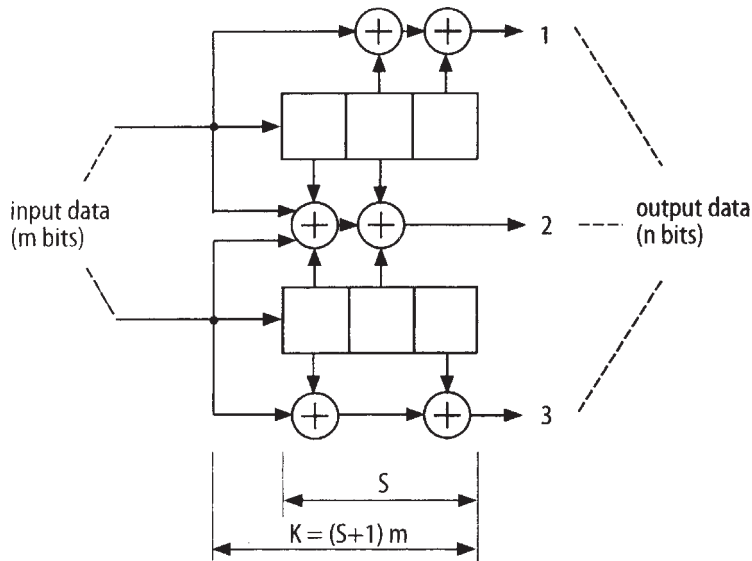 1
input data
(m bits)
2
output data
(n bits)
3
S
K = (S+1) m